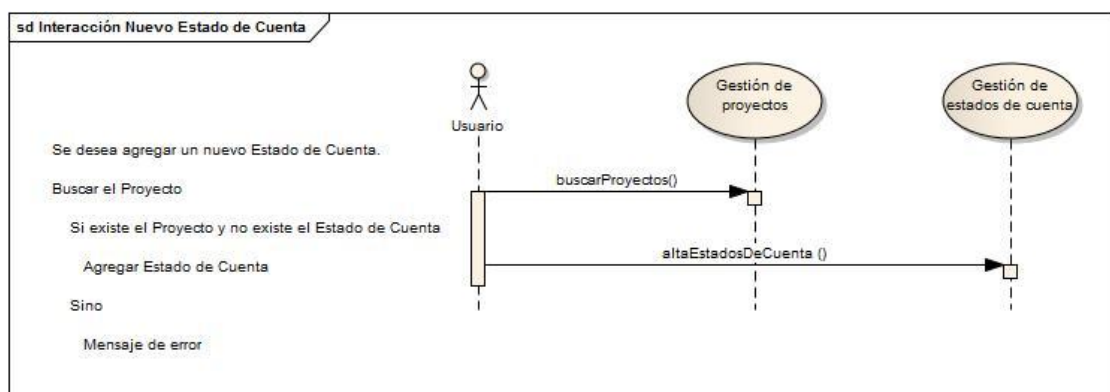 sd Interacción Nuevo Estado de Cuenta
Gestión de
proyectos
Gestión de
estados de cuenta
Usuario
Se desea agregar un nuevo Estado de Cuenta.
Buscar el Proyecto
buscarProyectos()
Si existe el Proyecto y no existe el Estado de Cuenta
Agregar Estado de Cuenta
altaEstadosDeCuenta ()
Sino
Mensaje de error